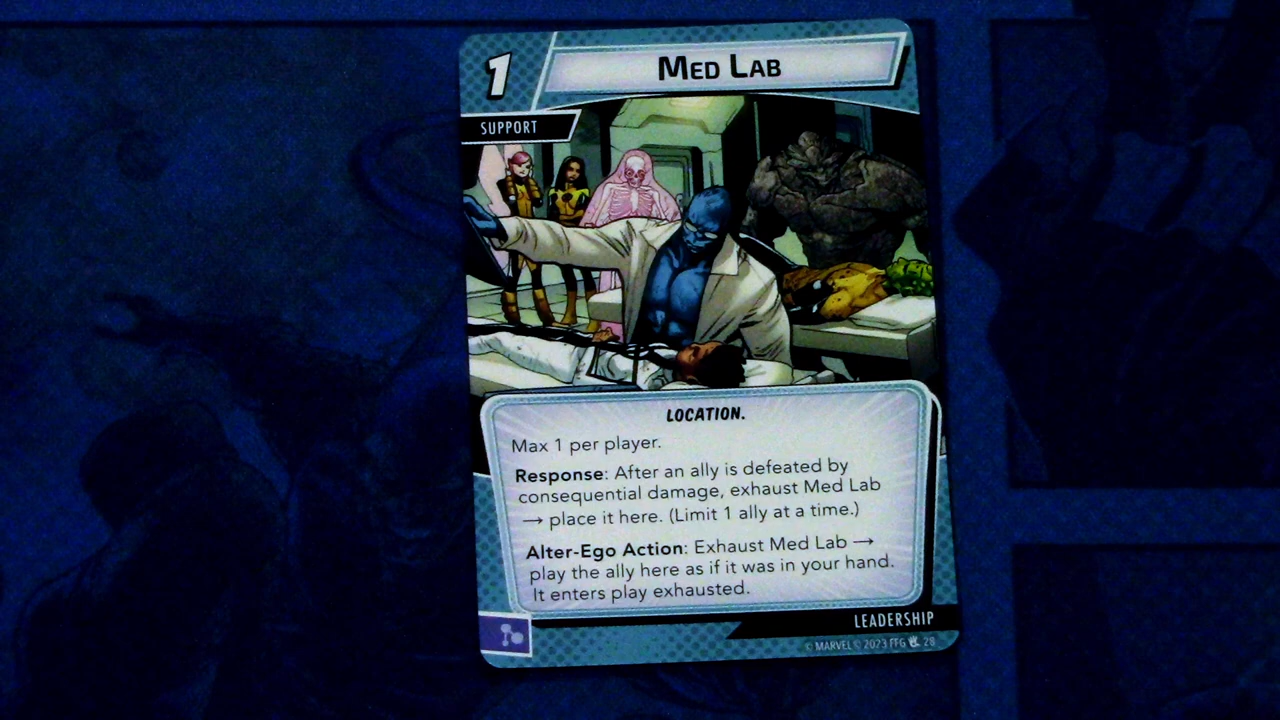 1
MED LAB
SUPPORT
LOCATION.
Max 1 per player.
Response: After an ally is defeated by
consequential damage, exhaust Med Lab
→ place it here. (Limit 1 ally at a time.)
Alter-Ego Action: Exhaust Med Lab →
play the ally here as if it was in your hand.
It enters play exhausted.
LEADERSHIP
© MARVEL © 2023 FFG 28